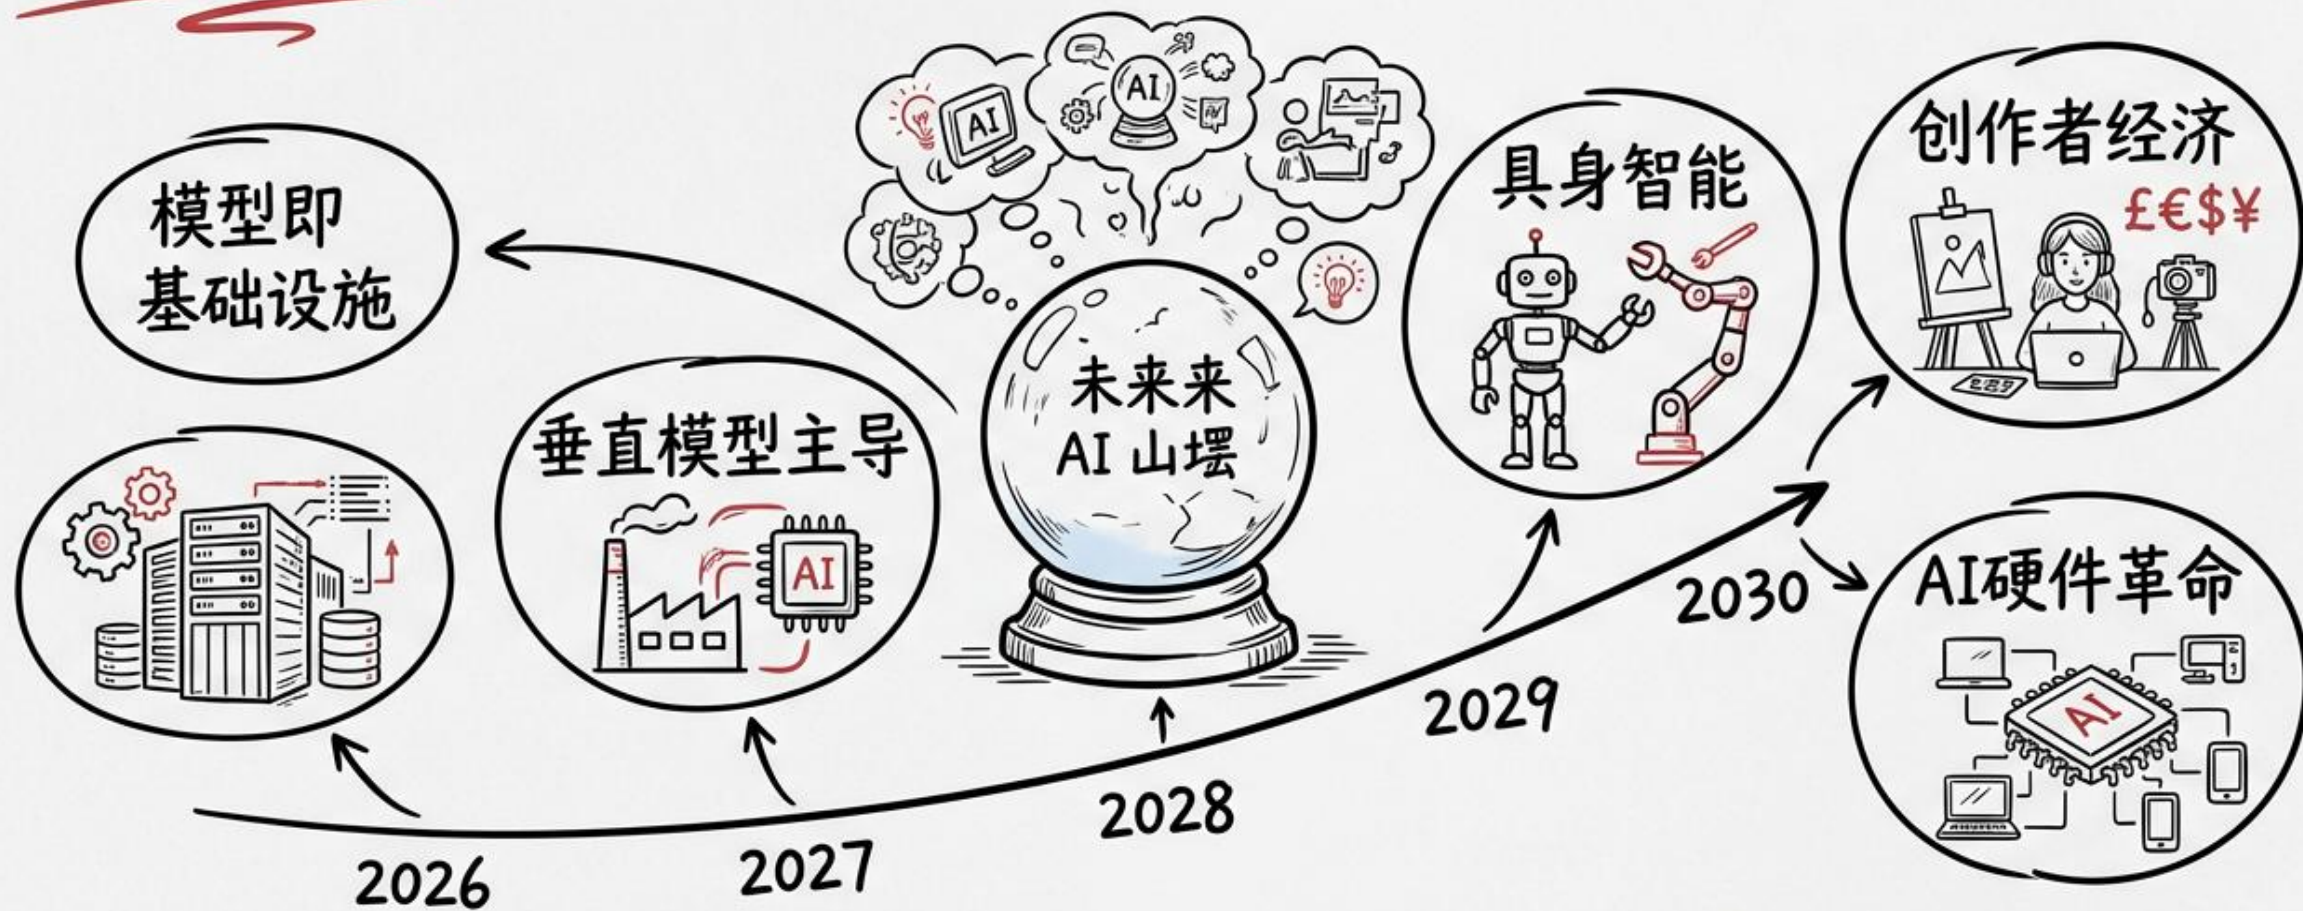 模型即
基础设施
垂直模型主导
AI
AI
AI
未来来
AI 山
具身智能
创作者经济
£€$¥
AI硬件革命
AI
2026
2027
2028
2029
2030